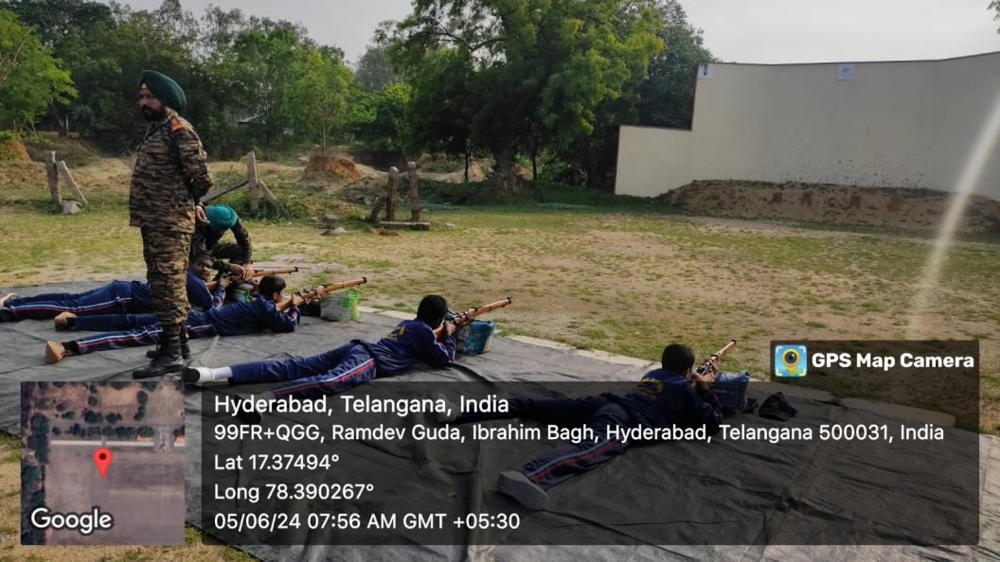 GPS Map Camera
Hyderabad, Telangana, India
99FR+QGG, Ramdev Guda, Ibrahim Bagh, Hyderabad, Telangana 500031, India
Lat 17.37494°
Long 78.390267°
05/06/24 07:56 AM GMT +05:30
Google